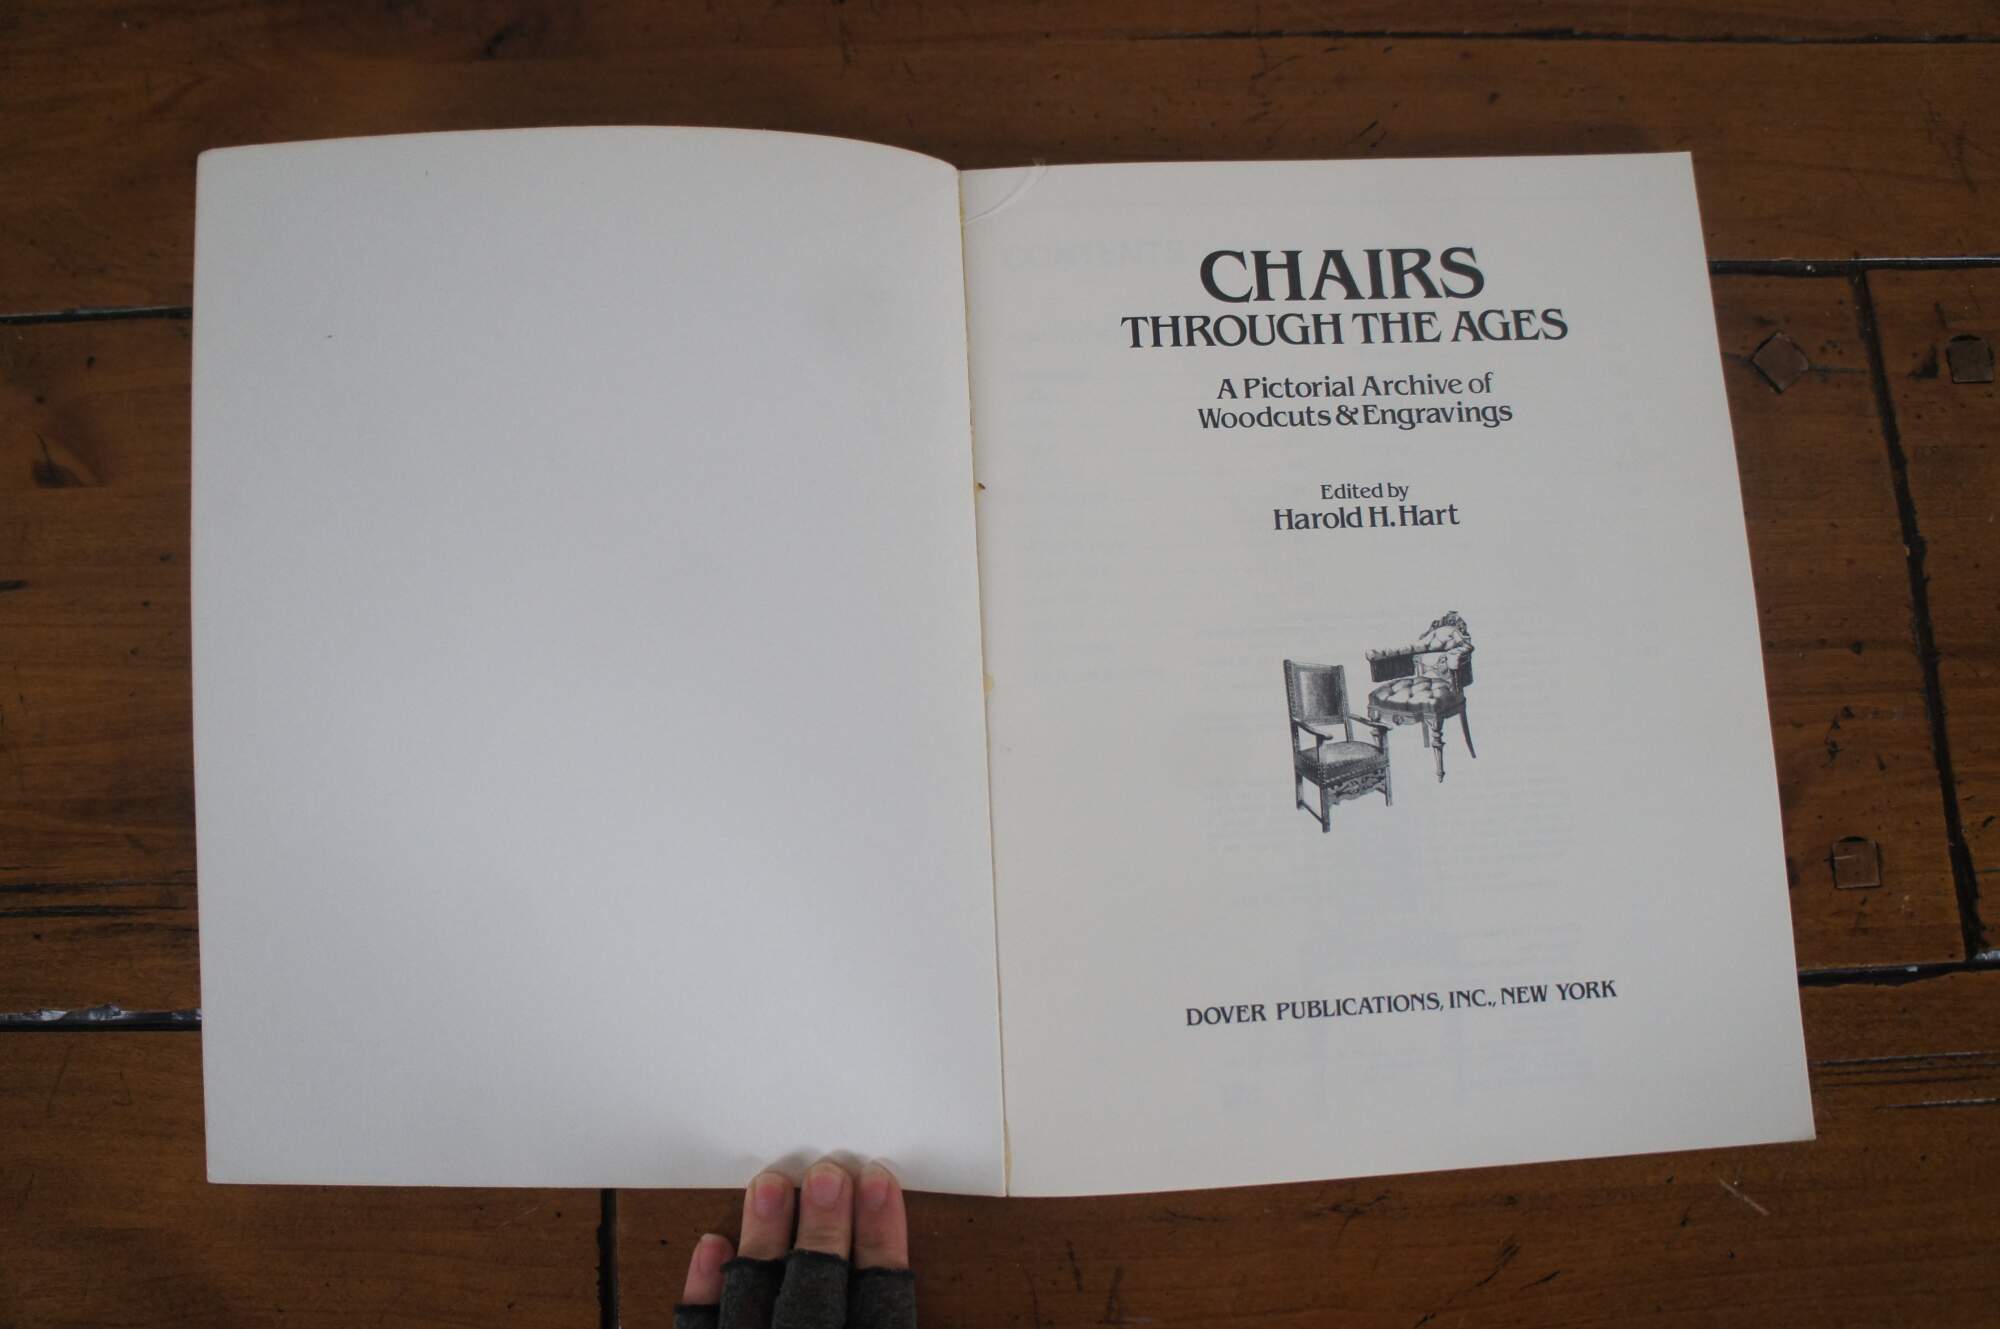 CHAIRS
THROUGH THE AGES
A Pictorial Archive of
Woodcuts & Engravings
Edited by
Harold H. Hart
DOVER PUBLICATIONS, INC., NEW YORK